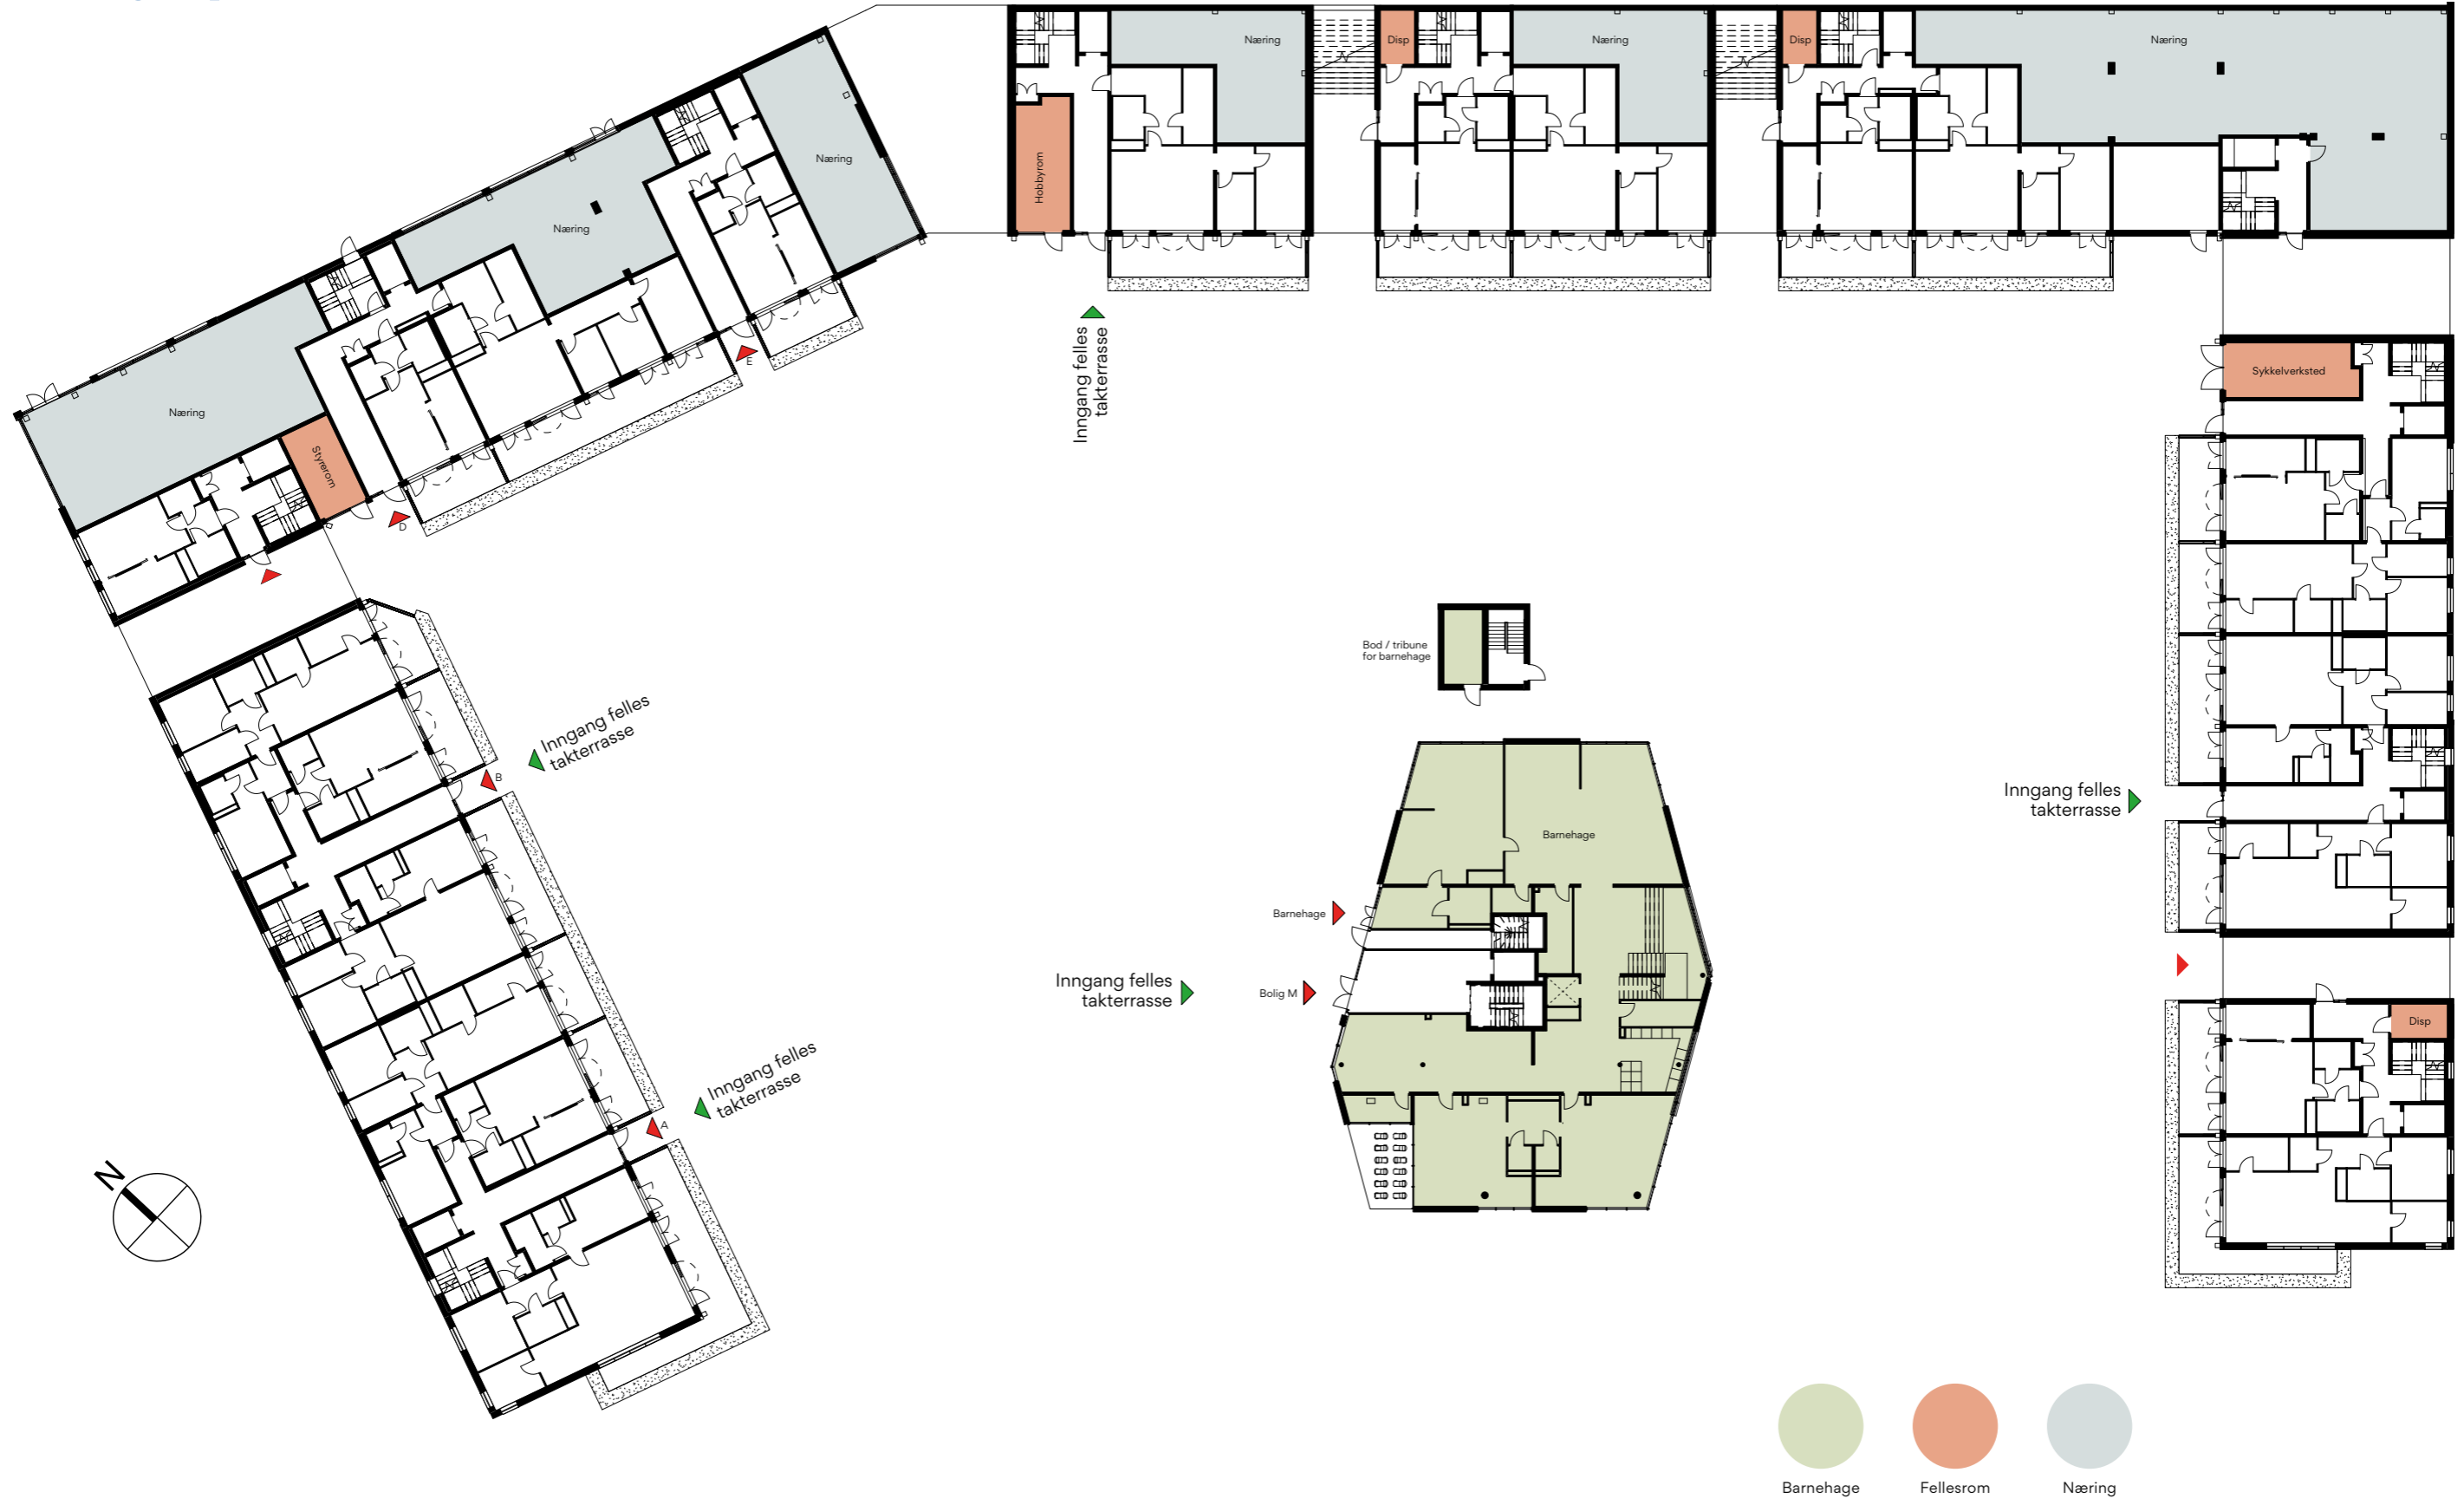 Næring
Disp
Næring
Disp
Næring
Næring
Hobbyrom
Næring
Næring
Styrerom
E
D
Inngang felles
takterrasse
Sykkelverksted
Bod / tribune
for barnehage
Inngang felles
takterrasse
B
Inngang felles
takterrasse
Barnehage
Barnehage
Inngang felles
takterrasse
Bolig M
Disp
Inngang felles
takterrasse
A
N
Barnehage
Fellesrom
Næring